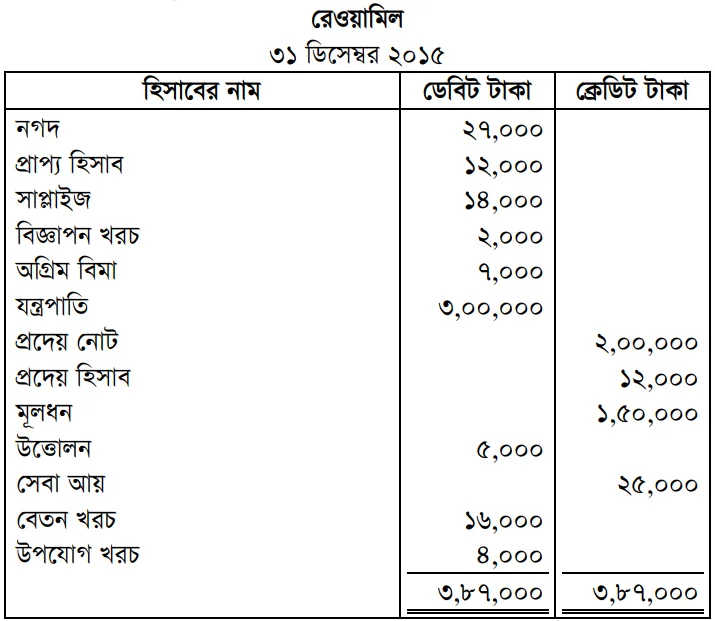 রেওয়ামিল
৩১ ডিসেম্বর ২০১৫
হিসাবের নাম ডেবিট টাকা ক্রেডিট টাকা
নগদ ২৭,০০০
প্রাপ্য হিসাব ১২,০০০
সাপ্লাইজ ১৪,০০০
বিজ্ঞাপন খরচ ২,০০০
অগ্রিম বিমা ৭,০০০
যন্ত্রপাতি ৩,০০,০০০
প্রদেয় নোট ২,০০,০০০
প্রদেয় হিসাব ১২,০০০
মূলধন ১,৫০,০০০
উত্তোলন ৫,০০০
সেবা আয় ২৫,০০০
বেতন খরচ ১৬,০০০
উপযোগ খরচ ৪,০০০
৩,৮৭,০০০ ৩,৮৭,০০০